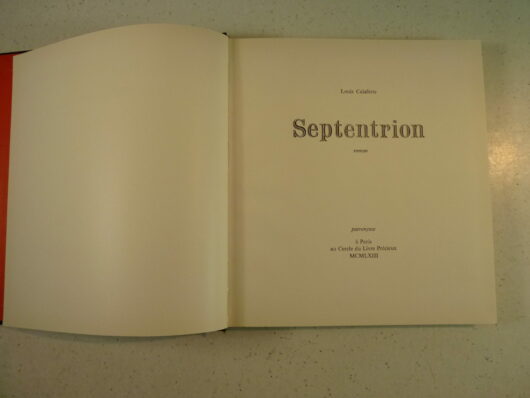 Louis Calaferte
Septentrion
roman
à Paris
au Cercle du Livre Précieux
MCMLXIII